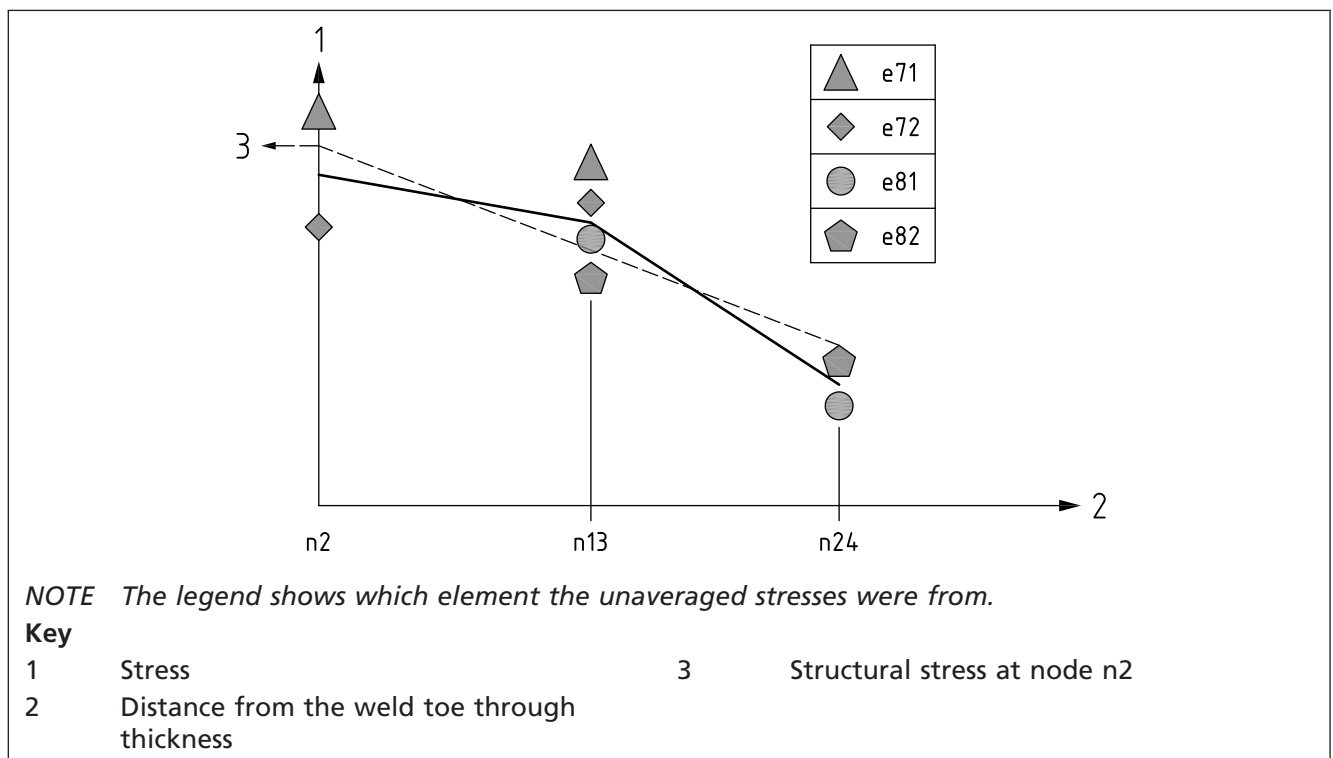 1
e71
e72
3
e81
e82
2
n2
n13
n24
NOTE The legend shows which element the unaveraged stresses were from.
Key
1 Stress
3 Structural stress at node n2
2 Distance from the weld toe through
thickness